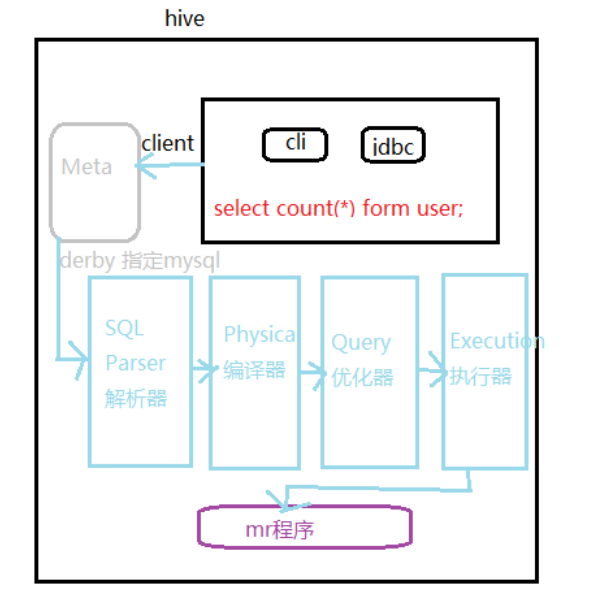 hive
client
cli
idbc
Meta
select count(*) form user;
derby 指定mysql
SQL
Parser
解析器
Physica
编译器
Query
优化器
Execution
执行器
mr程序